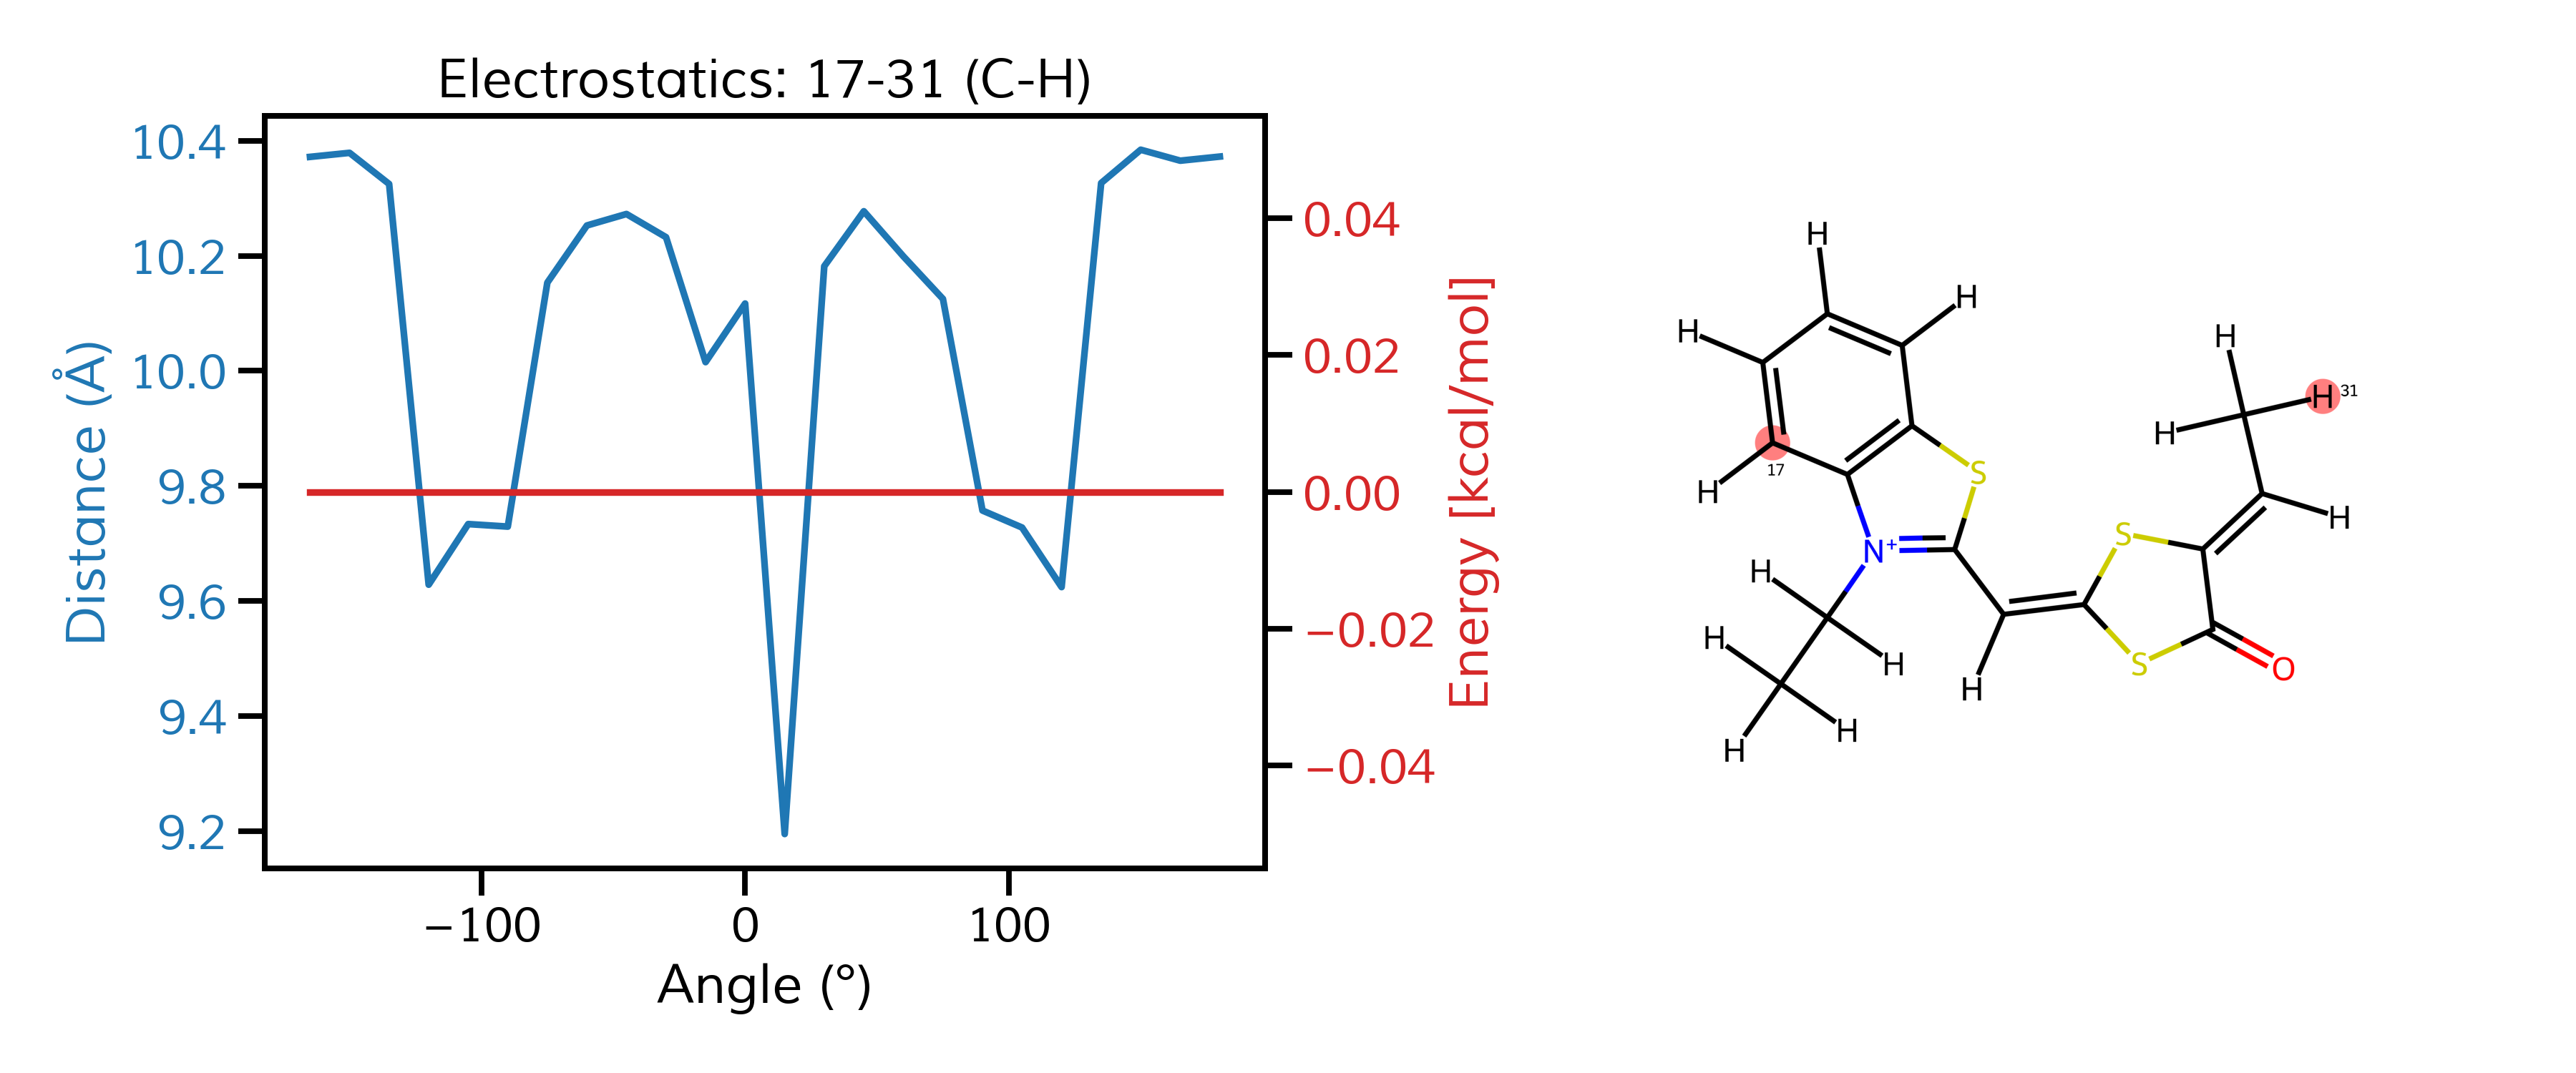 Electrostatics: 17-31 (C-H)
Distance (Å)
10.4
10.2
10.0
9.8
9.6
9.4
9.2
0.04
0.02
0.00
−0.02
−0.04
Energy [kcal/mol]
−100
0
100
Angle (°)
H
H
H
H
H
H 31
H
17
H
S
S
H
N+
H
H
H
H
S
O
H
H